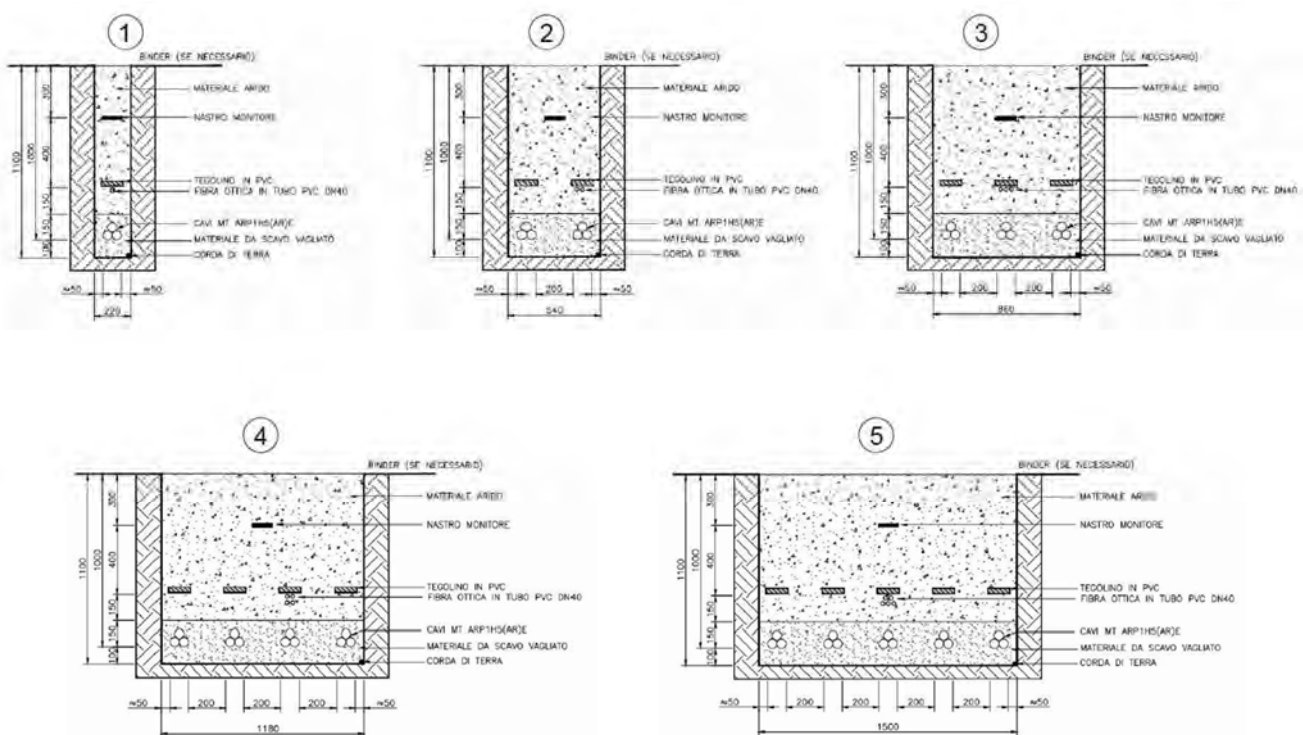 1
BINDER (SE NECESSARIO)
MATERIALE ARIDO
NASTRO MONITORE
TEGOLINO IN PVC
FIBRA OTTICA IN TUBO PVC DN40
CAVI MT ARP1H5(AR)E
MATERIALE DA SCAVO VAGLIATO
CORDA DI TERRA
1100
1000
300
400
150
150
100
≈50
≈50
220
2
BINDER (SE NECESSARIO)
MATERIALE ARIDO
NASTRO MONITORE
TEGOLINO IN PVC
FIBRA OTTICA IN TUBO PVC DN40
CAVI MT ARP1H5(AR)E
MATERIALE DA SCAVO VAGLIATO
CORDA DI TERRA
1100
1000
300
400
150
150
100
≈50
200
≈50
540
3
BINDER (SE NECESSARIO)
MATERIALE ARIDO
NASTRO MONITORE
TEGOLINO IN PVC
FIBRA OTTICA IN TUBO PVC DN40
CAVI MT ARP1H5(AR)E
MATERIALE DA SCAVO VAGLIATO
CORDA DI TERRA
1100
1000
300
400
150
150
100
≈50
200
200
≈50
860
4
BINDER (SE NECESSARIO)
MATERIALE ARIDO
NASTRO MONITORE
TEGOLINO IN PVC
FIBRA OTTICA IN TUBO PVC DN40
CAVI MT ARP1H5(AR)E
MATERIALE DA SCAVO VAGLIATO
CORDA DI TERRA
1100
1000
300
400
150
150
100
≈50
200
200
200
≈50
1180
5
BINDER (SE NECESSARIO)
MATERIALE ARIDO
NASTRO MONITORE
TEGOLINO IN PVC
FIBRA OTTICA IN TUBO PVC DN40
CAVI MT ARP1H5(AR)E
MATERIALE DA SCAVO VAGLIATO
CORDA DI TERRA
1100
1000
300
400
150
150
100
≈50
200
200
200
200
≈50
1500